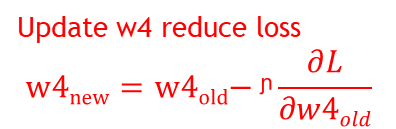 Update w4 reduce loss
w4new = w4old− ɲ ∂L/∂w4old